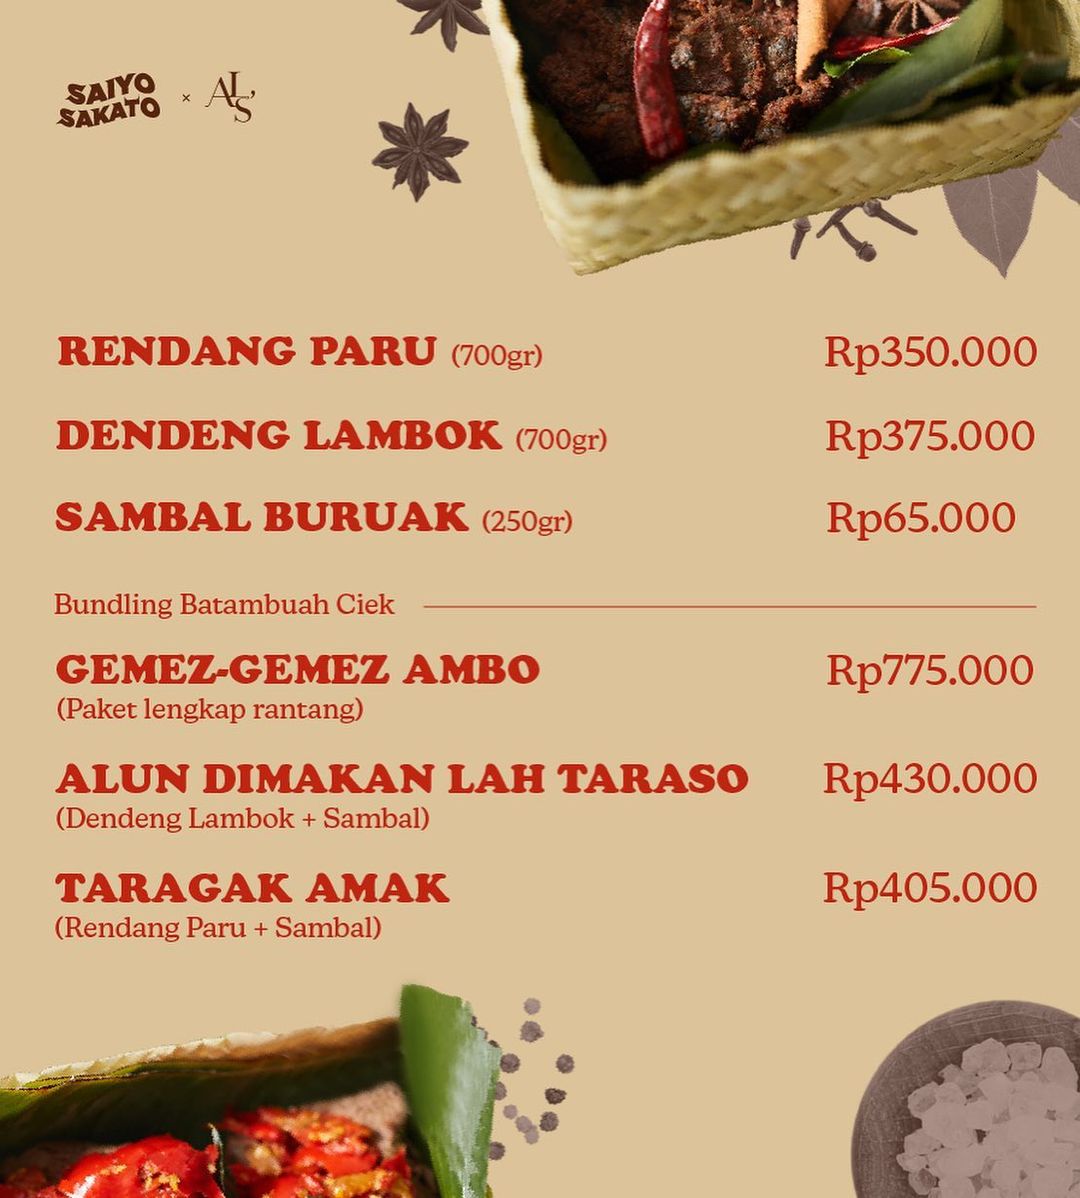 SAIYO
SAKATO
×
AL'S
RENDANG PARU (700gr) Rp350.000
DENDENG LAMBOK (700gr) Rp375.000
SAMBAL BURUAK (250gr) Rp65.000
Bundling Batambuah Ciek
GEMEZ-GEMEZ AMBO Rp775.000
(Paket lengkap rantang)
ALUN DIMAKAN LAH TARASO Rp430.000
(Dendeng Lambok + Sambal)
TARAGAK AMAK Rp405.000
(Rendang Paru + Sambal)